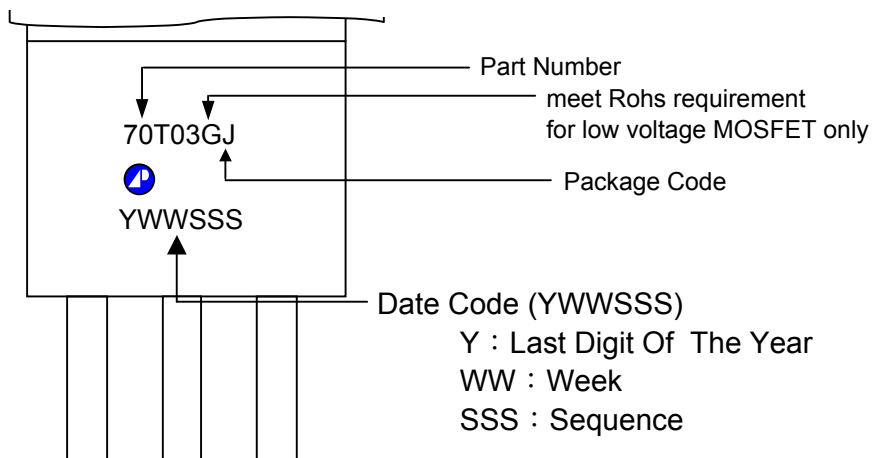 Part Number
meet Rohs requirement
for low voltage MOSFET only
70T03GJ
Package Code
AP
YWWSSS
Date Code (YWWSSS)
Y：Last Digit Of The Year
WW：Week
SSS：Sequence